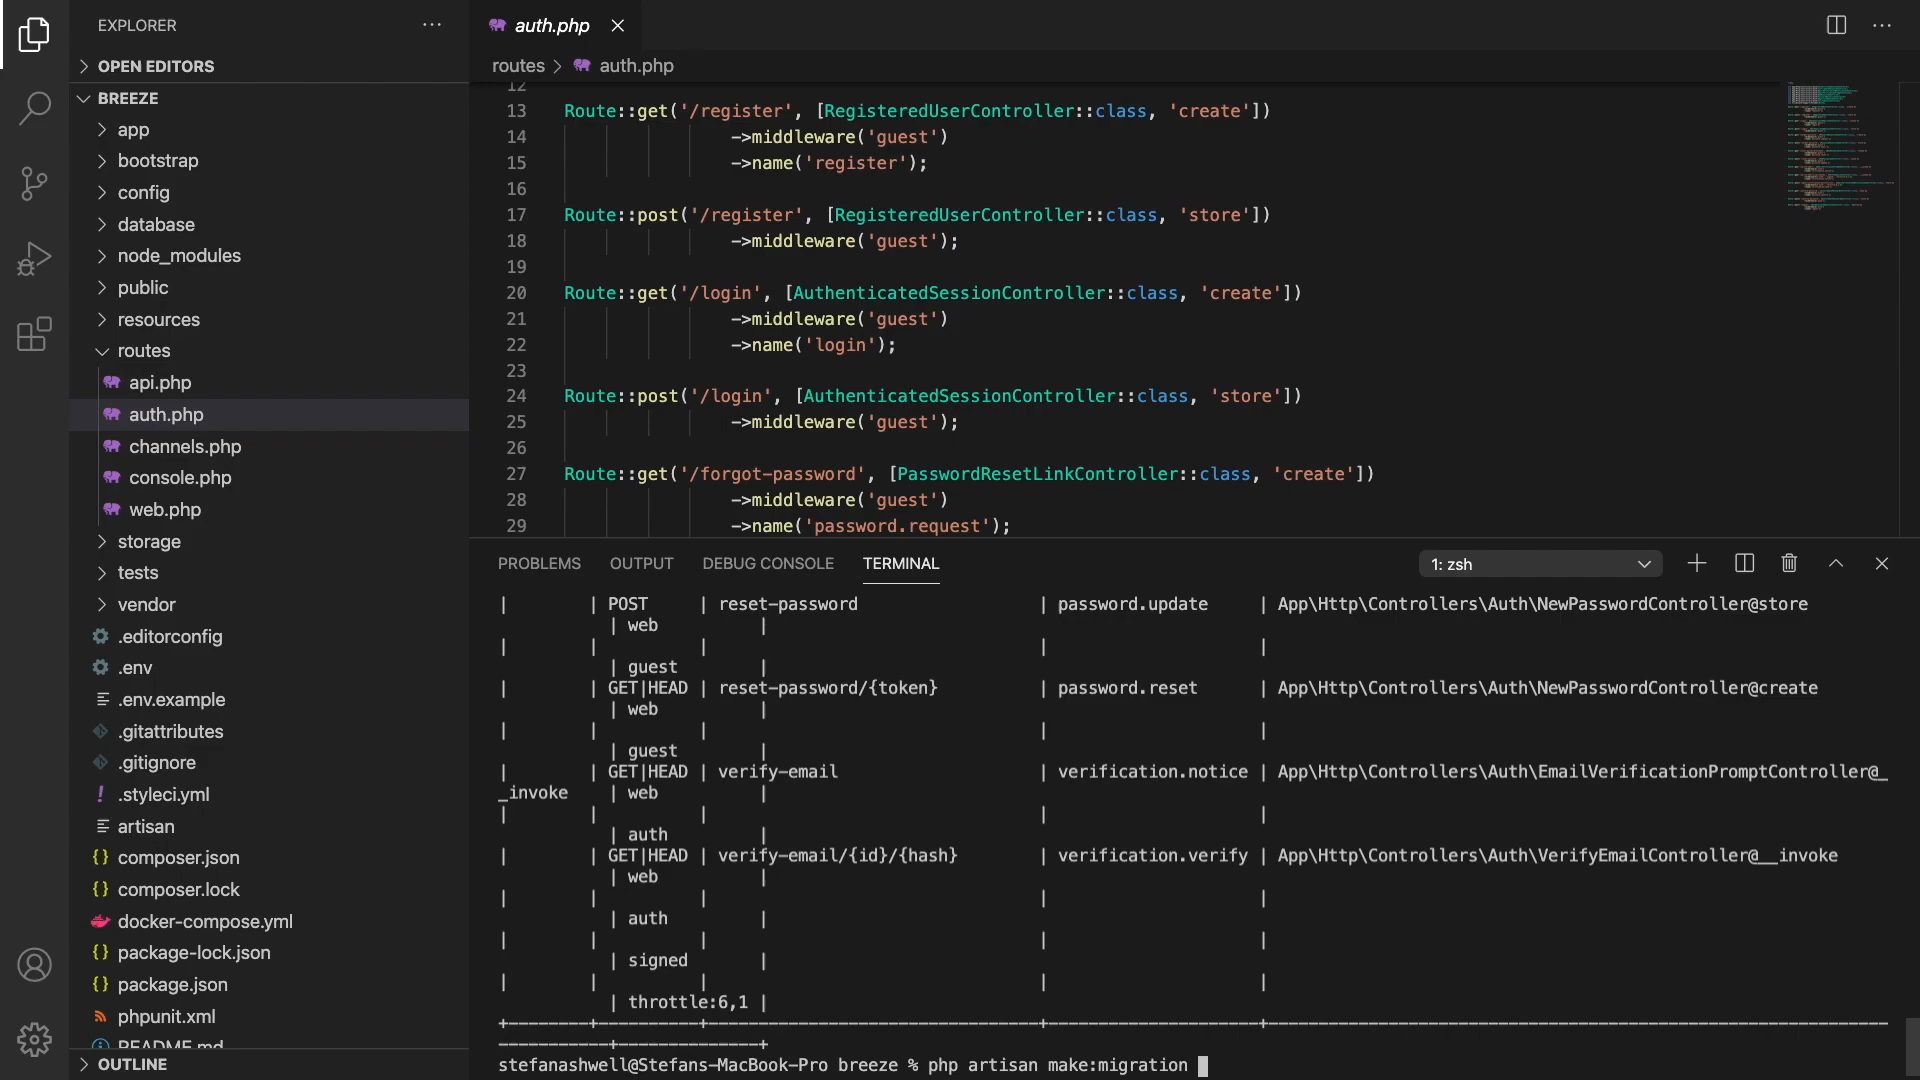 EXPLORER
OPEN EDITORS
BREEZE
app
bootstrap
config
database
node_modules
public
resources
routes
api.php
auth.php
channels.php
console.php
web.php
storage
tests
vendor
.editorconfig
.env
.env.example
.gitattributes
.gitignore
.styleci.yml
artisan
composer.json
composer.lock
docker-compose.yml
package-lock.json
package.json
phpunit.xml
README.md
OUTLINE
auth.php
routes > auth.php
12
13 Route::get('/register', [RegisteredUserController::class, 'create'])
14 ->middleware('guest')
15 ->name('register');
16
17 Route::post('/register', [RegisteredUserController::class, 'store'])
18 ->middleware('guest');
19
20 Route::get('/login', [AuthenticatedSessionController::class, 'create'])
21 ->middleware('guest')
22 ->name('login');
23
24 Route::post('/login', [AuthenticatedSessionController::class, 'store'])
25 ->middleware('guest');
26
27 Route::get('/forgot-password', [PasswordResetLinkController::class, 'create'])
28 ->middleware('guest')
29 ->name('password.request');
PROBLEMS OUTPUT DEBUG CONSOLE TERMINAL 1: zsh
| | POST | reset-password | password.update | App\Http\Controllers\Auth\NewPasswordController@store
| web |
| | | | |
| guest |
| | GET|HEAD | reset-password/{token} | password.reset | App\Http\Controllers\Auth\NewPasswordController@create
| web |
| | | | |
| guest |
| | GET|HEAD | verify-email | verification.notice | App\Http\Controllers\Auth\EmailVerificationPromptController@_
_invoke | web |
| | | | |
| auth |
| | GET|HEAD | verify-email/{id}/{hash} | verification.verify | App\Http\Controllers\Auth\VerifyEmailController@__invoke
| web |
| | | | |
| auth |
| | | | |
| signed |
| | | | |
| throttle:6,1 |
stefanashwell@Stefans-MacBook-Pro breeze % php artisan make:migration